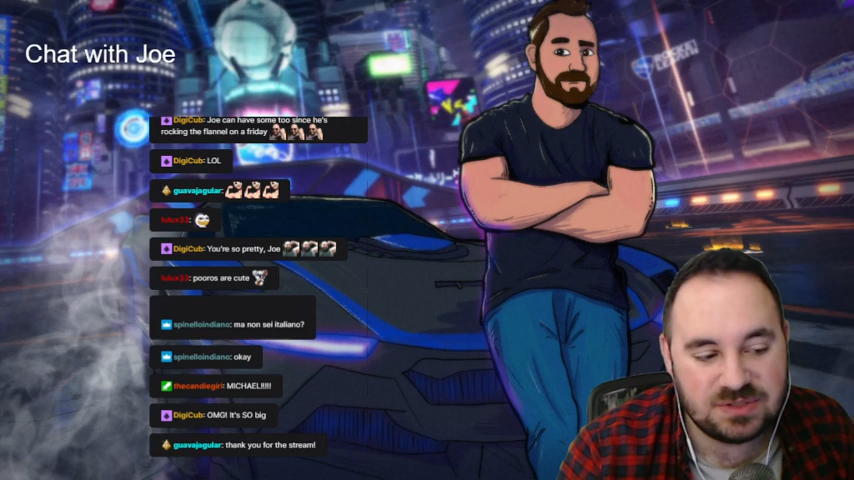 Chat with Joe
DigiCub: Joe can have some too since he's
rocking the flannel on a friday
DigiCub: LOL
guavajagular:
DigiCub: You're so pretty, Joe
pooros are cute
spinelloindiano: ma non sei italiano?
spinelloindiano: okay
thecandiegirl: MICHAEL!!!!!
DigiCub: OMG! It's SO big
guavajagular: thank you for the stream!